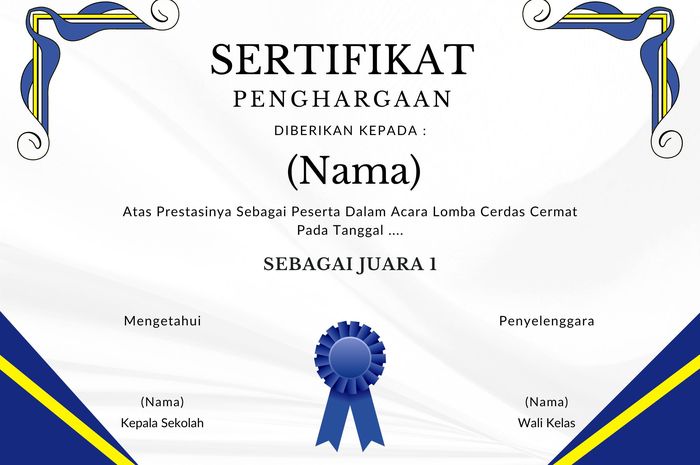 SERTIFIKAT
PENGHARGAAN
DIBERIKAN KEPADA :
(Nama)
Atas Prestasinya Sebagai Peserta Dalam Acara Lomba Cerdas Cermat
Pada Tanggal ....
SEBAGAI JUARA 1
Mengetahui
Penyelenggara
(Nama)
Kepala Sekolah
(Nama)
Wali Kelas